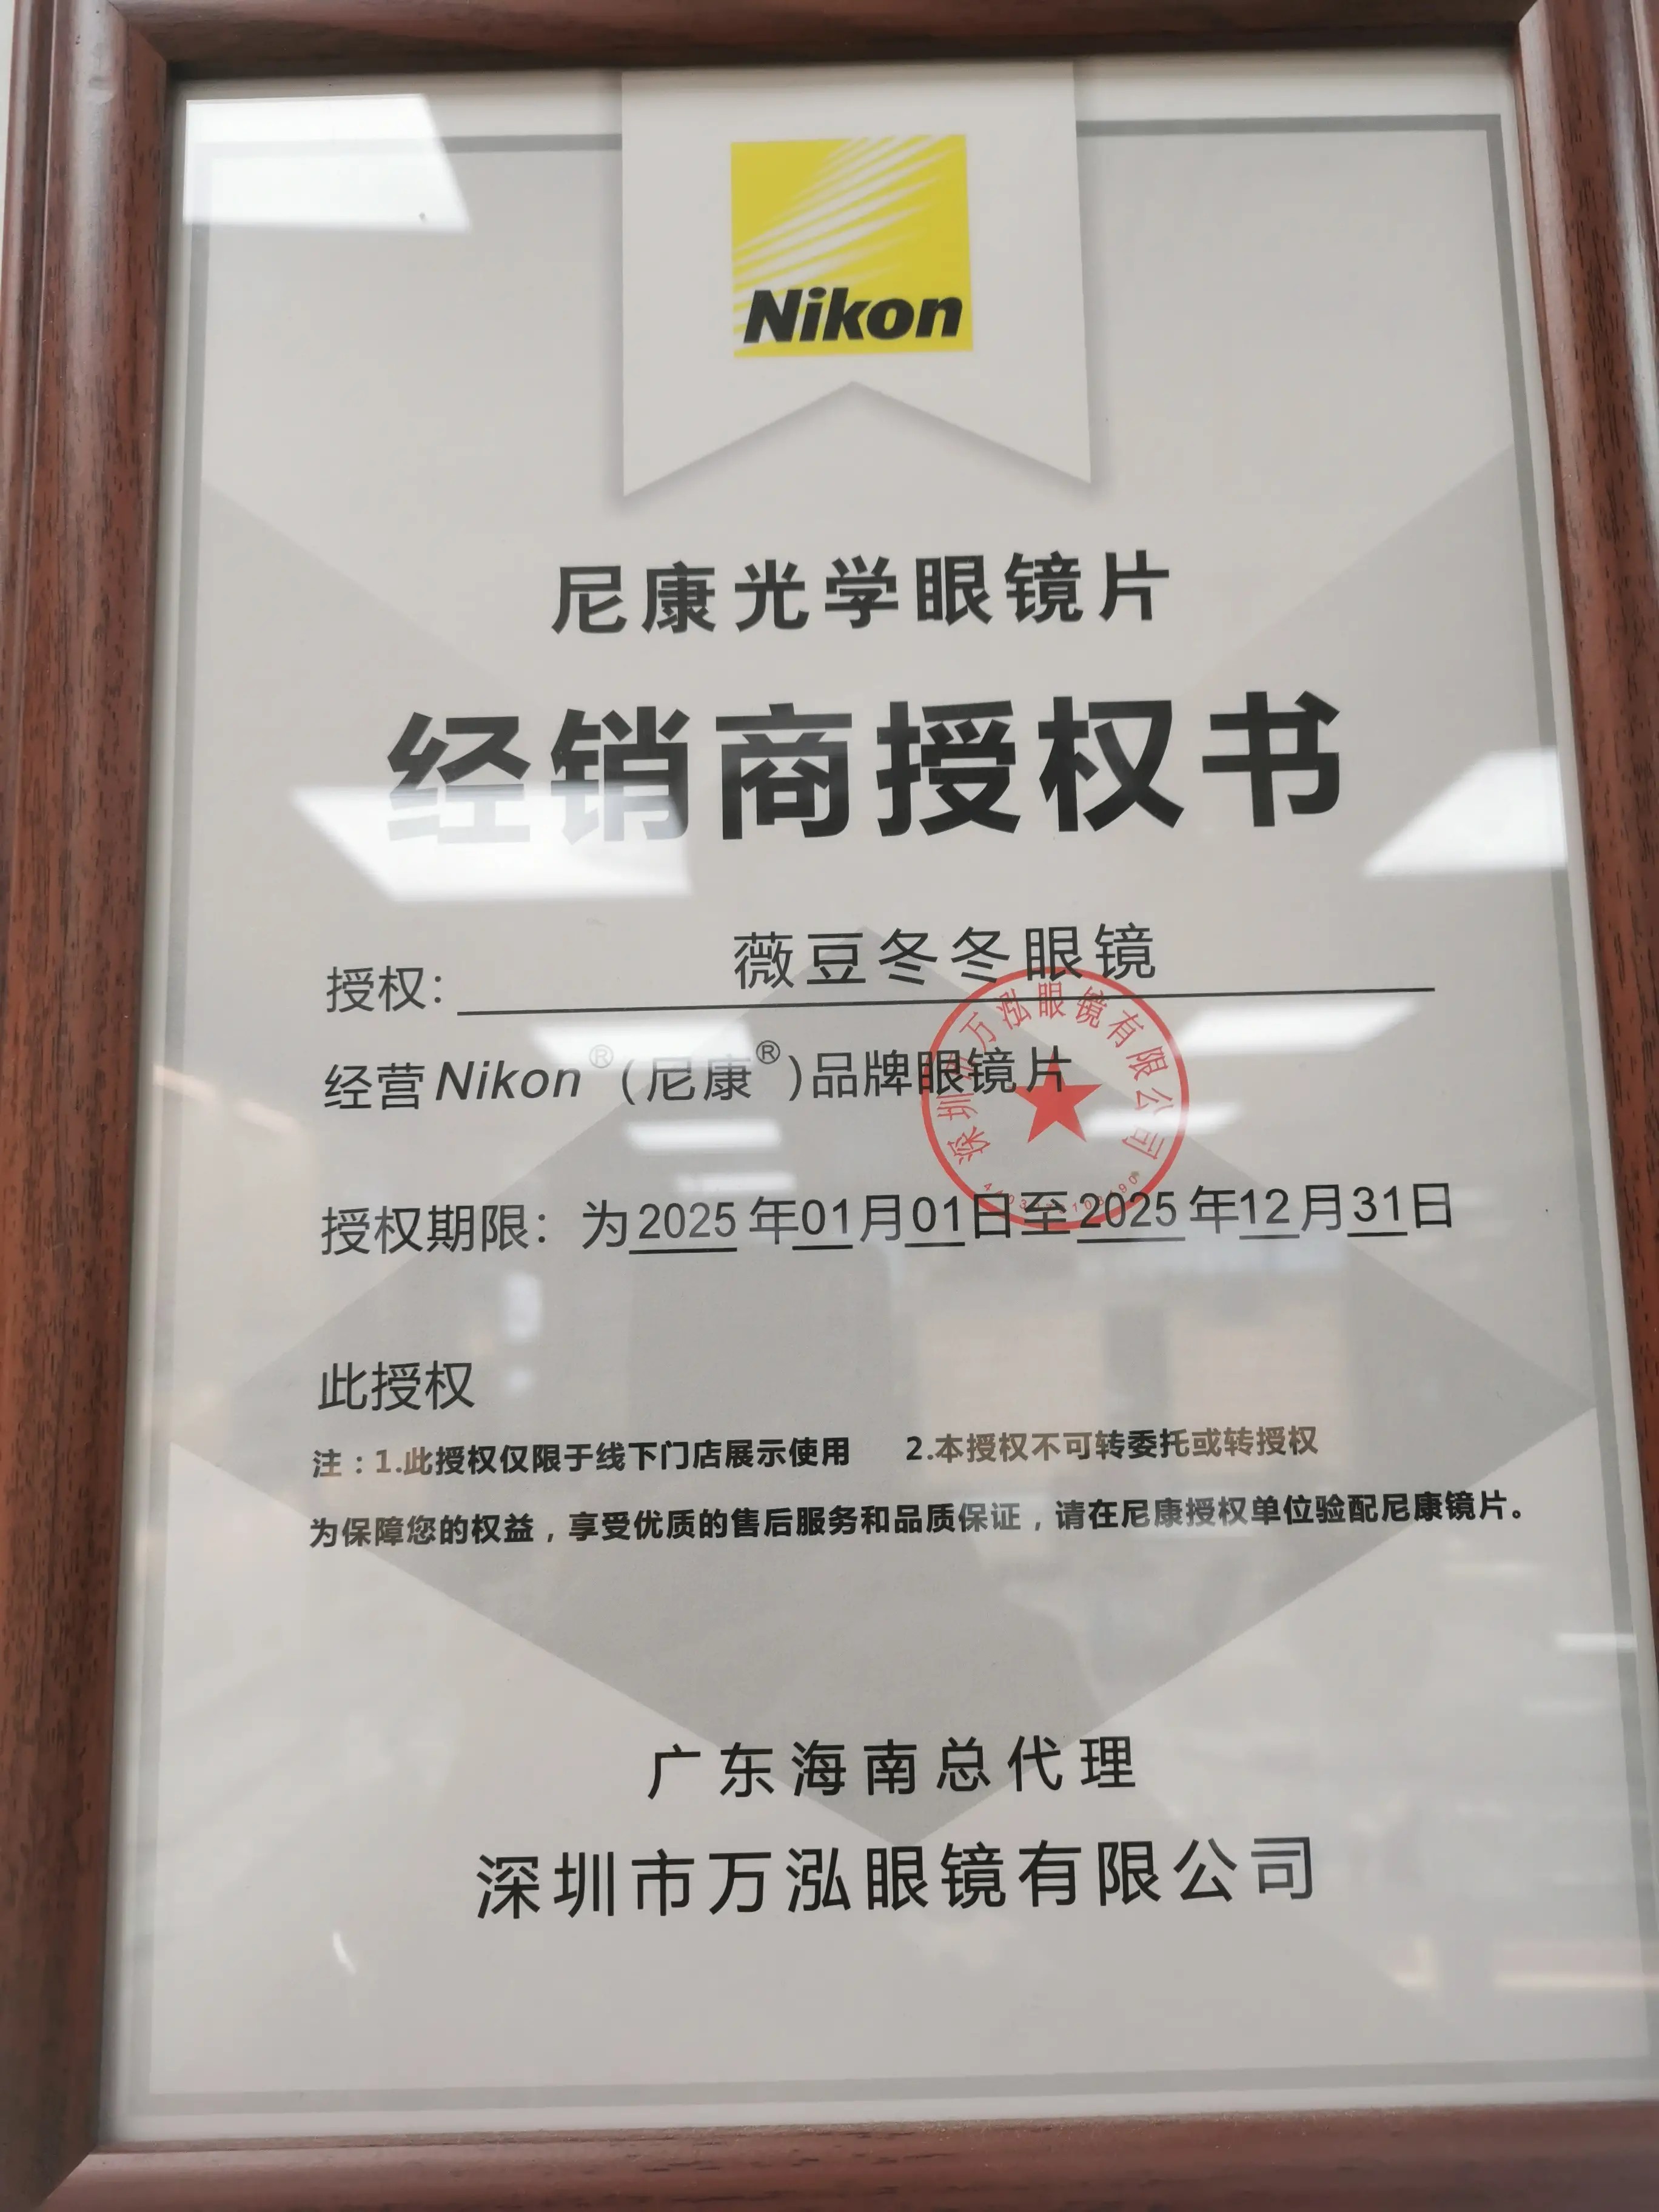 Nikon
尼康光学眼镜片
经销商授权书
授权： 薇豆冬冬眼镜
经营Nikon®(尼康®)品牌眼镜片
深圳市万泓眼镜有限公司
授权期限：为2025年01月01日至2025年12月31日
此授权
注：1.此授权仅限于线下门店展示使用 2.本授权不可转委托或转授权
为保障您的权益，享受优质的售后服务和品质保证，请在尼康授权单位验配尼康镜片。
广东海南总代理
深圳市万泓眼镜有限公司